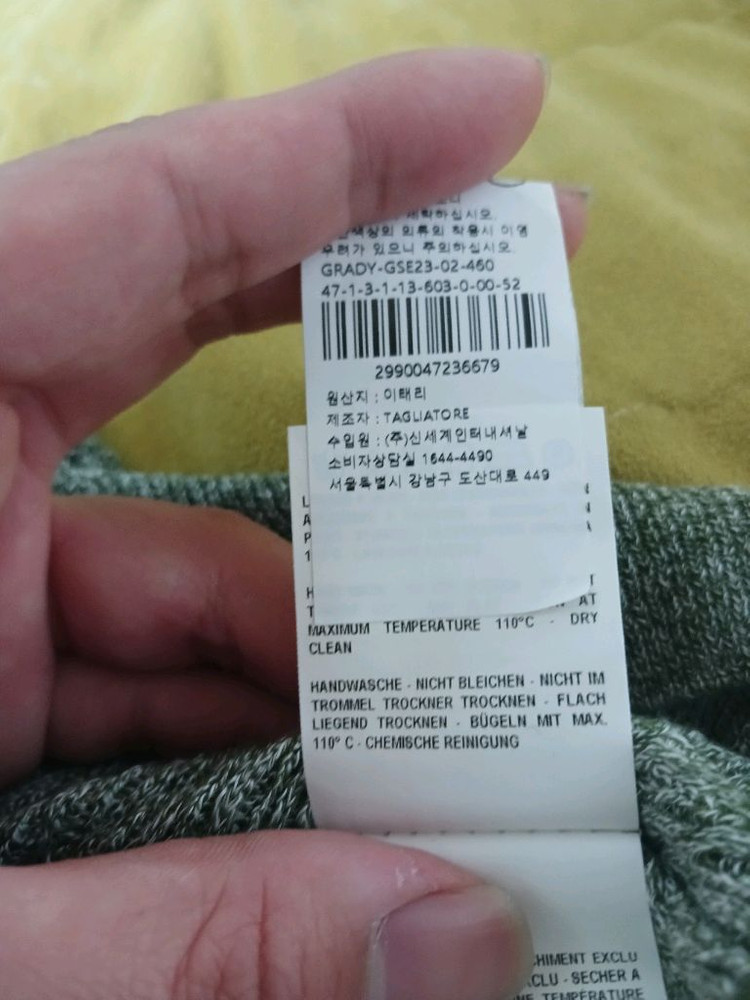 세탁하십시오.
색상의 의류의 착용시 이염
우려가 있으니 주의하십시오.
GRADY-GSE23-02-460
47-1-3-1-13-603-0-00-52
2990047236679
원산지 : 이태리
제조자 : TAGLIATORE
수입원 : (주)신세계인터내셔날
소비자상담실 1644-4490
서울특별시 강남구 도산대로 449
AT
MAXIMUM TEMPERATURE 110°C - DRY
CLEAN
HANDWASCHE - NICHT BLEICHEN - NICHT IM
TROMMEL TROCKNER TROCKNEN - FLACH
LIEGEND TROCKNEN - BÜGELN MIT MAX.
110° C - CHEMISCHE REINIGUNG
EXCLU
- SECHER A
TEMPÉRATURE